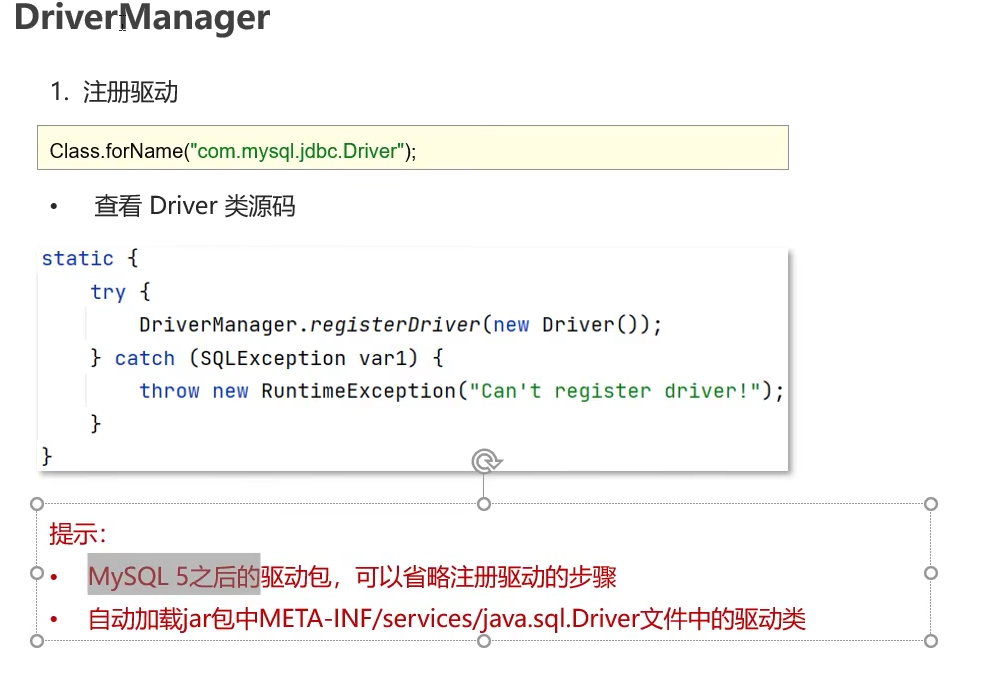 DriverManager
1. 注册驱动
Class.forName("com.mysql.jdbc.Driver");
• 查看 Driver 类源码
static {
    try {
        DriverManager.registerDriver(new Driver());
    } catch (SQLException var1) {
        throw new RuntimeException("Can't register driver!");
    }
}
提示：
• MySQL 5之后的驱动包，可以省略注册驱动的步骤
• 自动加载jar包中META-INF/services/java.sql.Driver文件中的驱动类